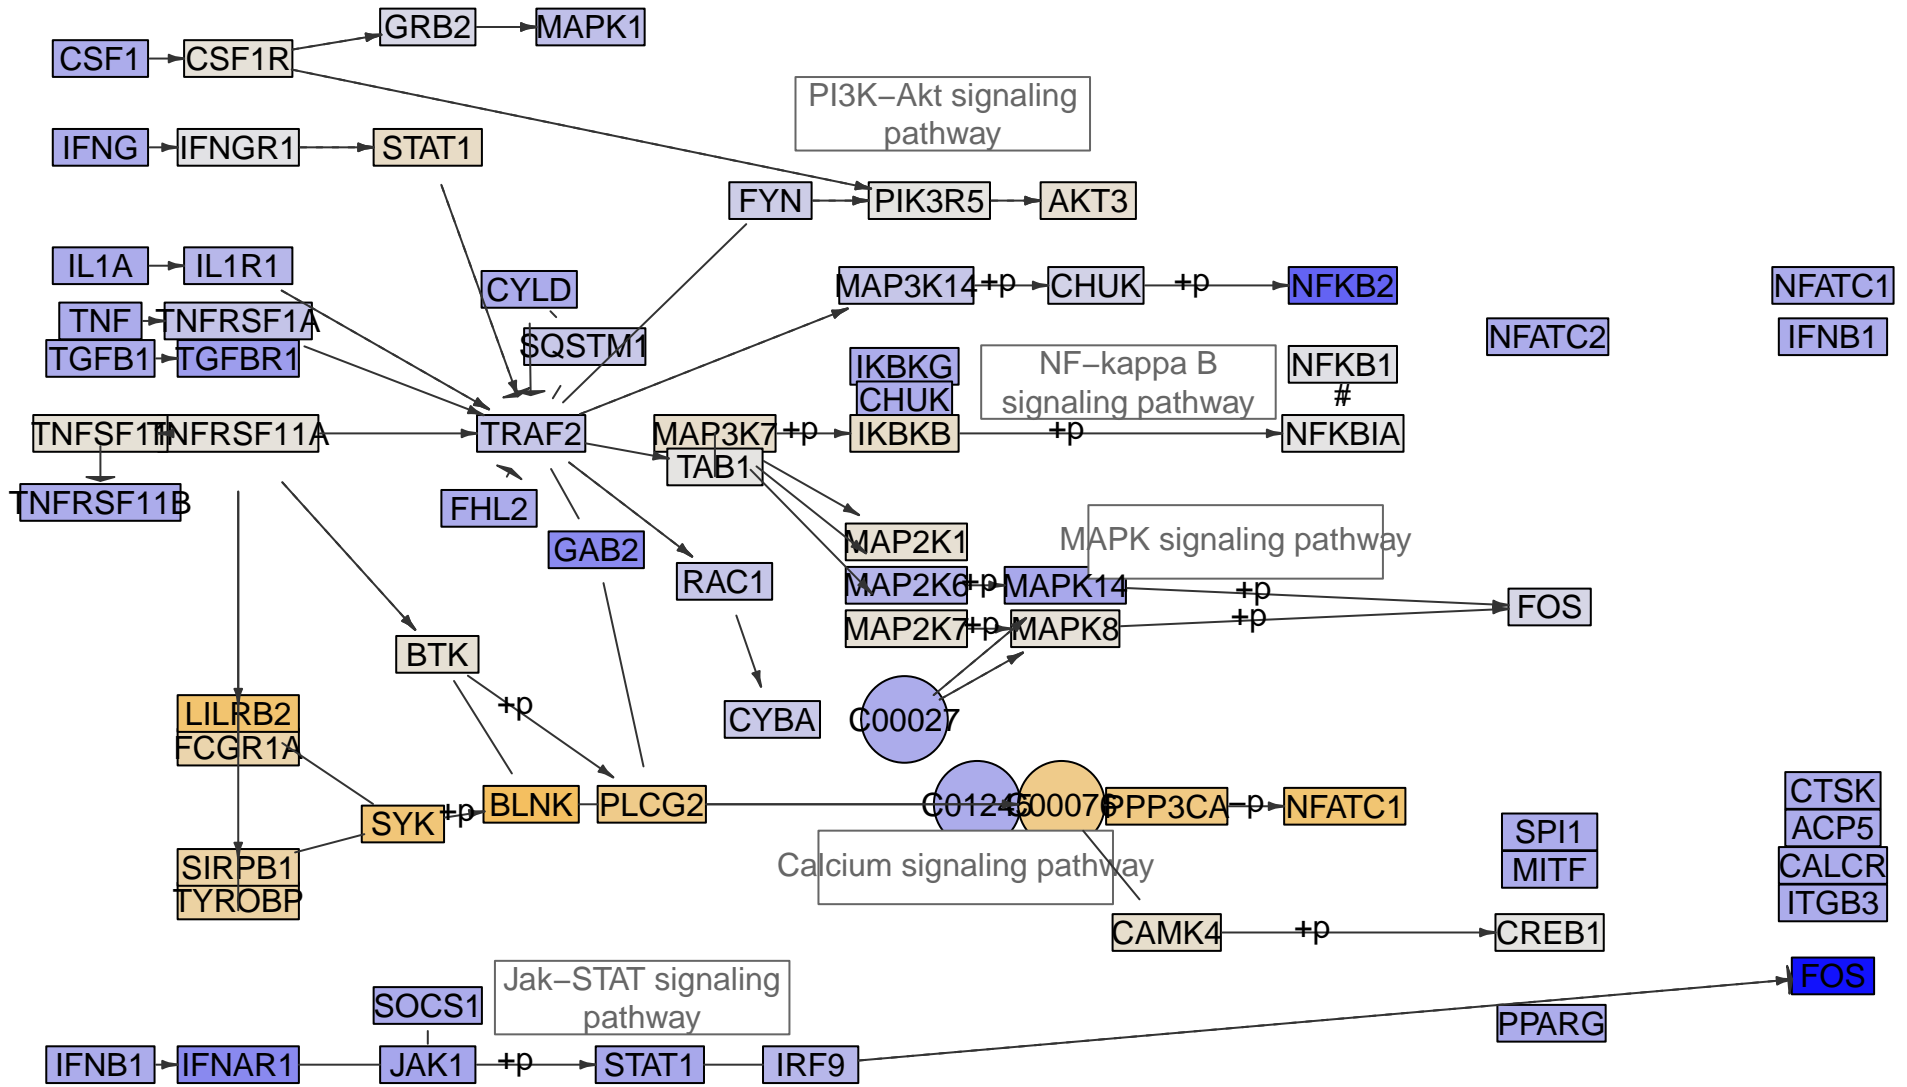 GRB2
MAPK1
CSF1
CSF1R
PI3K−Akt signaling
pathway
IFNG
IFNGR1
STAT1
FYN
PIK3R5
AKT3
IL1A
IL1R1
CYLD
MAP3K14
+p
CHUK
+p
NFKB2
NFATC1
TNF
TNFRSF1A
SQSTM1
NFATC2
IFNB1
TGFB1
TGFBR1
IKBKG
NF−kappa B
signaling pathway
NFKB1
CHUK
#
TNFRSF11A
TRAF2
MAP3K7
+p
IKBKB
+p
NFKBIA
TAB1
TNFRSF11B
FHL2
GAB2
MAP2K1
MAPK signaling pathway
RAC1
MAP2K6
+p
MAPK14
+p
FOS
MAP2K7
+p
MAPK8
+p
BTK
+p
LILRB2
FCGR1A
CYBA
C00027
SYK
+p
BLNK
PLCG2
C00076
PPP3CA
−p
NFATC1
CTSK
SPI1
ACP5
SIRPB1
Calcium signaling pathway
MITF
CALCR
TYROBP
ITGB3
CAMK4
+p
CREB1
Jak−STAT signaling
pathway
FOS
SOCS1
PPARG
IFNB1
IFNAR1
JAK1
+p
STAT1
IRF9